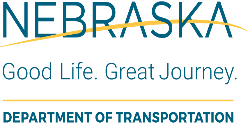 NEBRASKA
Good Life. Great Journey.
DEPARTMENT OF TRANSPORTATION